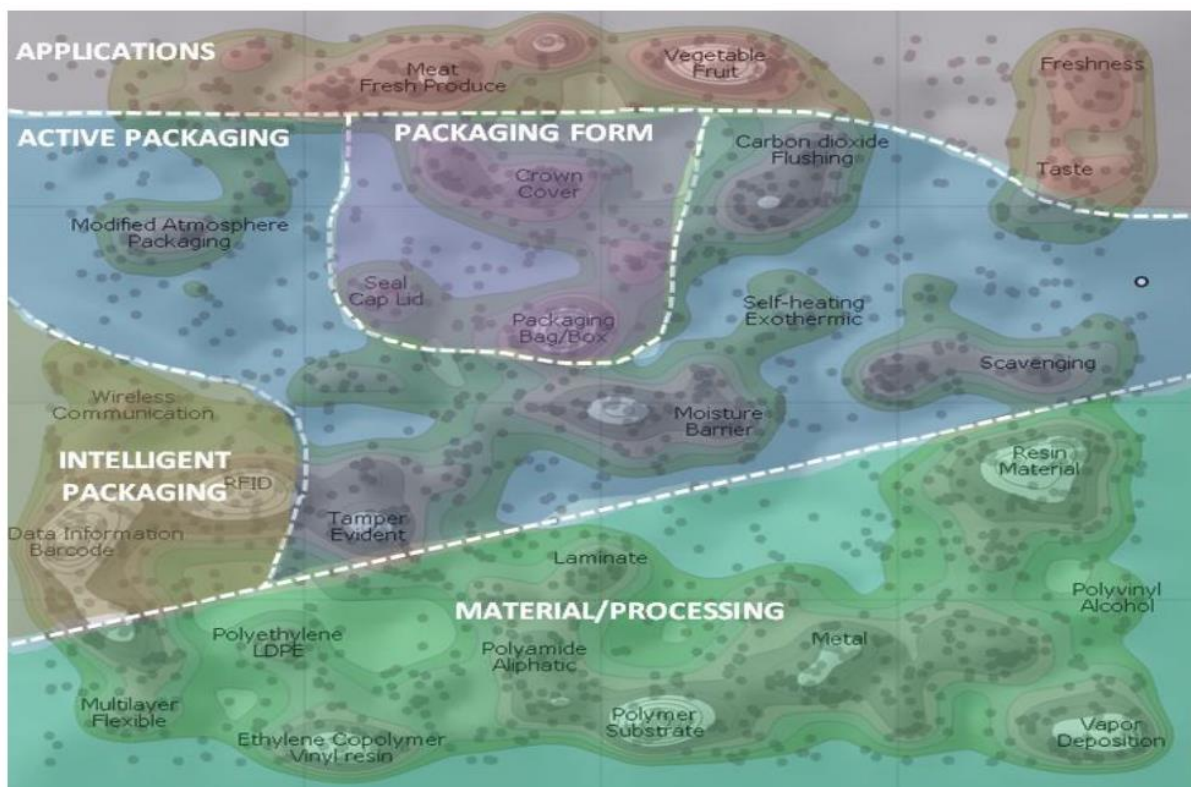 APPLICATIONS
Meat
Fresh Produce
Vegetable
Fruit
Freshness
Taste
ACTIVE PACKAGING
Modified Atmosphere
Packaging
PACKAGING FORM
Crown
Cover
Seal
Cap Lid
Packaging
Bag/Box
Carbon dioxide
Flushing
Self-heating
Exothermic
Scavenging
Moisture
Barrier
Tamper
Evident
Wireless
Communication
INTELLIGENT
PACKAGING
RFID
Data Information
Barcode
Resin
Material
Laminate
MATERIAL/PROCESSING
Polyvinyl
Alcohol
Polyethylene
LDPE
Polyamide
Aliphatic
Metal
Multilayer
Flexible
Ethylene Copolymer
Vinyl resin
Polymer
Substrate
Vapor
Deposition